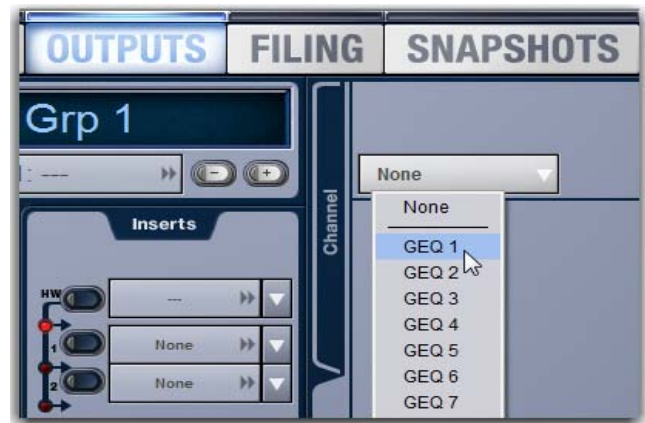 OUTPUTS FILING SNAPSHOTS
Grp 1
: ---
- +
None
Inserts
Channel
HW
---
1
None
2
None
None
GEQ 1
GEQ 2
GEQ 3
GEQ 4
GEQ 5
GEQ 6
GEQ 7